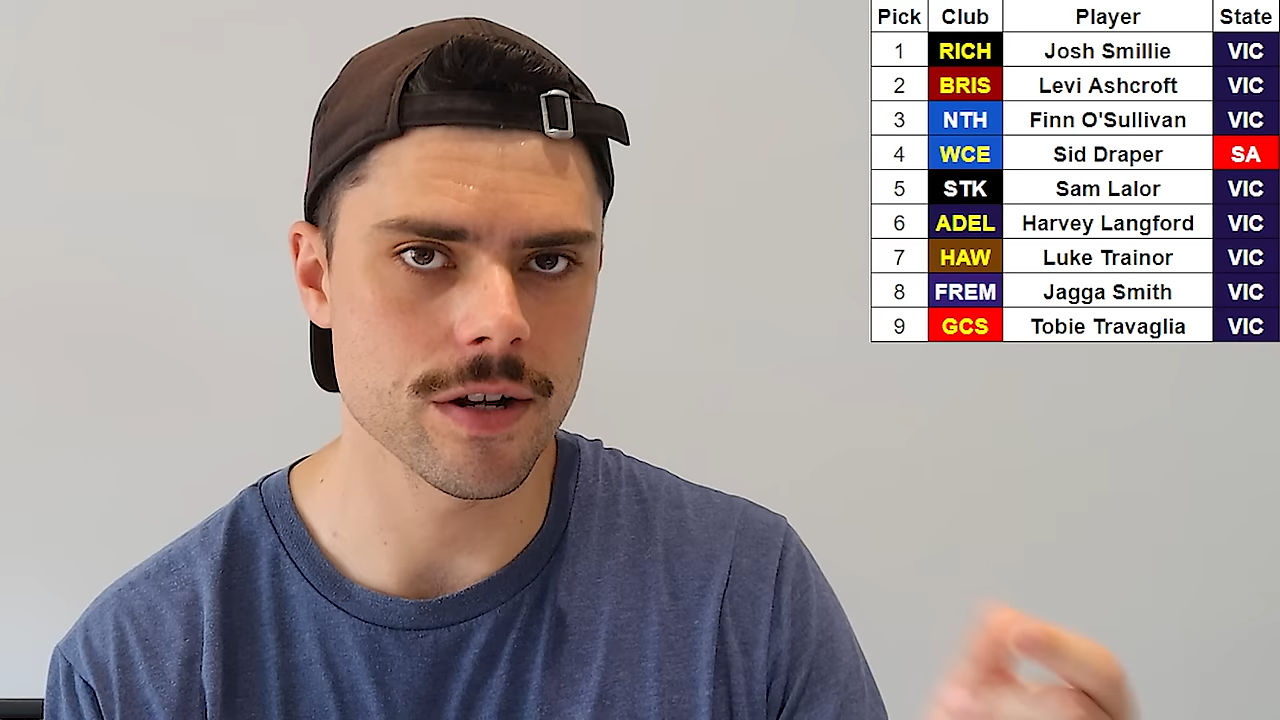 Pick Club Player State
1 RICH Josh Smillie VIC
2 BRIS Levi Ashcroft VIC
3 NTH Finn O'Sullivan VIC
4 WCE Sid Draper SA
5 STK Sam Lalor VIC
6 ADEL Harvey Langford VIC
7 HAW Luke Trainor VIC
8 FREM Jagga Smith VIC
9 GCS Tobie Travaglia VIC